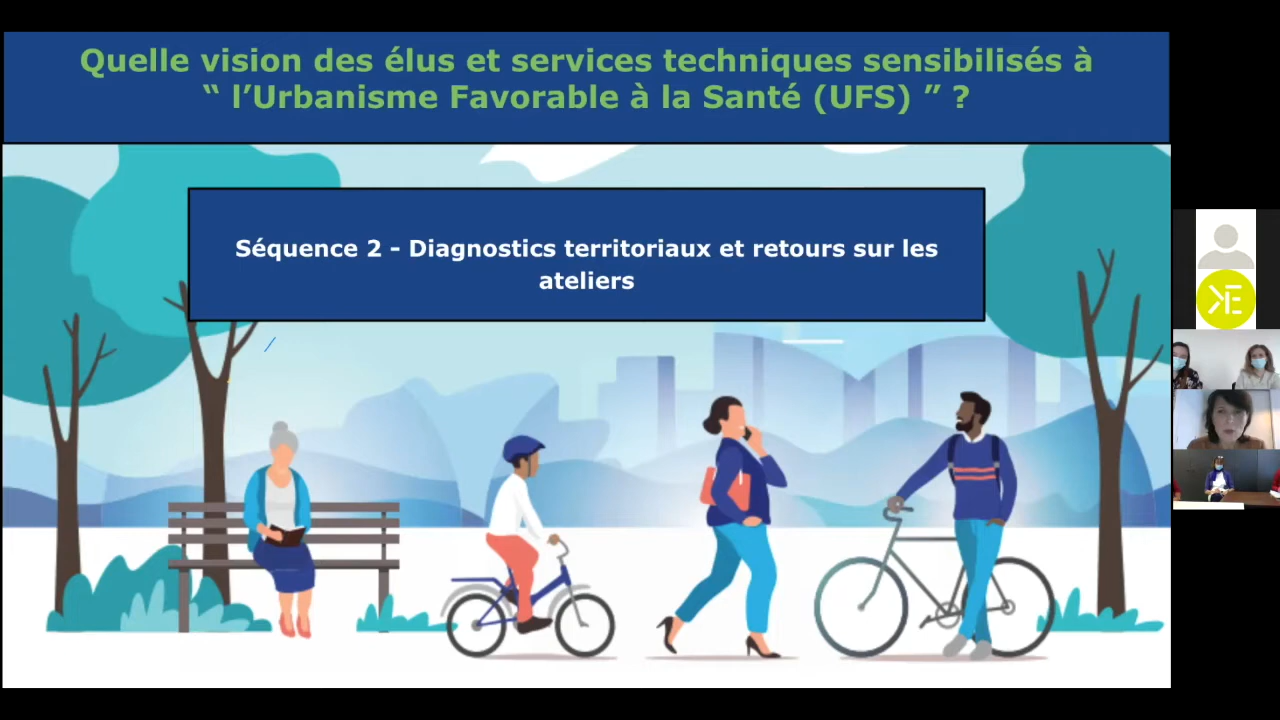 Quelle vision des élus et services techniques sensibilisés à
“ l’Urbanisme Favorable à la Santé (UFS) ” ?
Séquence 2 - Diagnostics territoriaux et retours sur les
ateliers